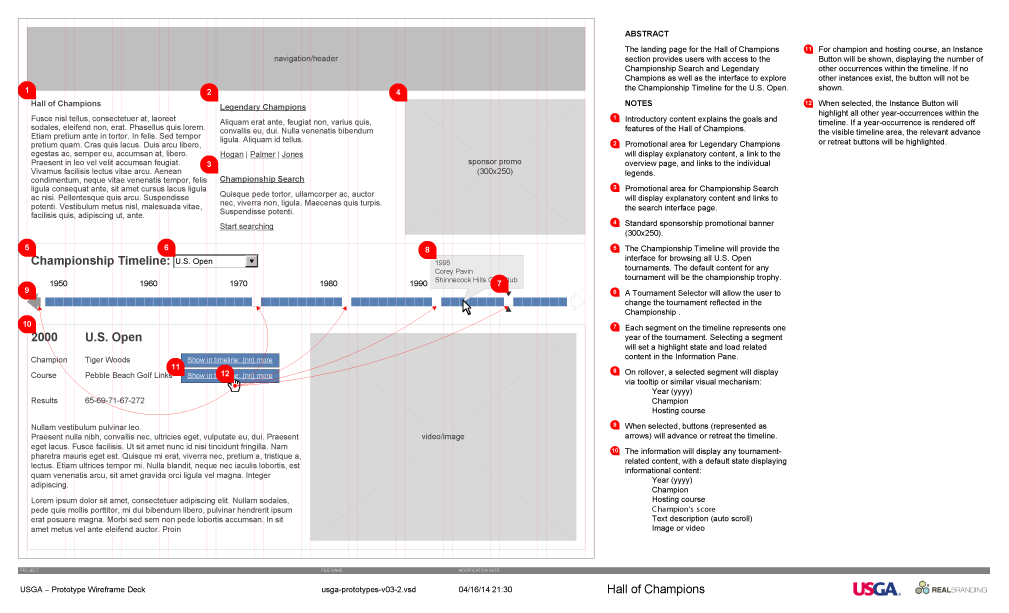 navigation/header
1
Hall of Champions
Fusce nisl tellus, consectetuer at, laoreet
sodales, eleifend non, erat. Phasellus quis lorem.
Etiam pretium ante in tortor. In felis. Sed tempor
pretium quam. Cras quis lacus. Duis arcu libero,
egestas ac, semper eu, accumsan at, libero.
Praesent in leo vel velit accumsan feugiat.
Vivamus facilisis lectus vitae arcu. Aenean
condimentum, neque vitae venenatis tempor, felis
ligula consequat ante, sit amet cursus lacus ligula
ac nisi. Pellentesque quis arcu. Suspendisse
potenti. Vestibulum metus nisl, malesuada vitae,
facilisis quis, adipiscing ut, ante.
2
Legendary Champions
Aliquam erat ante, feugiat non, varius quis,
convallis eu, dui. Nulla venenatis bibendum
ligula. Aliquam id tellus.
Hogan | Palmer | Jones
3
Championship Search
Quisque pede tortor, ullamcorper ac, auctor
nec, viverra non, ligula. Maecenas quis turpis.
Suspendisse potenti.
Start searching
4
sponsor promo
(300x250)
5
6
Championship Timeline:
U.S. Open
8
1995
Corey Pavin
Shinnecock Hills
7
9
1950
1960
1970
1980
1990
10
2000
U.S. Open
Champion
Tiger Woods
11
Show in timeline: {nn} more
Course
Pebble Beach Golf Links
12
more
Results
65-69-71-67-272
Nullam vestibulum pulvinar leo.
Praesent nulla nibh, convallis nec, ultricies eget, vulputate eu, dui. Praesent
eget lacus. Fusce facilisis. Ut sit amet nunc id nisi tincidunt fringilla. Nam
pharetra mauris eget est. Quisque mi erat, viverra nec, pretium a, tristique a,
lectus. Etiam ultrices tempor mi. Nulla blandit, neque nec iaculis lobortis, est
quam venenatis arcu, sit amet gravida orci ligula vel magna. Integer
adipiscing.
Lorem ipsum dolor sit amet, consectetuer adipiscing elit. Nullam sodales,
pede quis mollis porttitor, mi dui bibendum libero, pulvinar hendrerit ipsum
erat posuere magna. Morbi sed sem non pede lobortis accumsan. In sit
amet metus vel ante eleifend auctor. Proin
video/image
ABSTRACT
The landing page for the Hall of Champions
section provides users with access to the
Championship Search and Legendary
Champions as well as the interface to explore
the Championship Timeline for the U.S. Open.
NOTES
1 Introductory content explains the goals and
features of the Hall of Champions.
2 Promotional area for Legendary Champions
will display explanatory content, a link to the
overview page, and links to the individual
legends.
3 Promotional area for Championship Search
will display explanatory content and links to
the search interface page.
4 Standard sponsorship promotional banner
(300x250).
5 The Championship Timeline will provide the
interface for browsing all U.S. Open
tournaments. The default content for any
tournament will be the championship trophy.
6 A Tournament Selector will allow the user to
change the tournament reflected in the
Championship .
7 Each segment on the timeline represents one
year of the tournament. Selecting a segment
will set a highlight state and load related
content in the Information Pane.
8 On rollover, a selected segment will display
via tooltip or similar visual mechanism:
Year (yyyy)
Champion
Hosting course
9 When selected, buttons (represented as
arrows) will advance or retreat the timeline.
10 The information will display any tournament-
related content, with a default state displaying
informational content:
Year (yyyy)
Champion
Hosting course
Champion's score
Text description (auto scroll)
Image or video
11 For champion and hosting course, an Instance
Button will be shown, displaying the number of
other occurrences within the timeline. If no
other instances exist, the button will not be
shown.
12 When selected, the Instance Button will
highlight all other year-occurrences within the
timeline. If a year-occurrence is rendered off
the visible timeline area, the relevant advance
or retreat buttons will be highlighted.
PROJECT
FILE NAME
MODIFICATION DATE
USGA – Prototype Wireframe Deck
usga-prototypes-v03-2.vsd
04/16/14 21:30
Hall of Champions
USGA
REALBRANDING